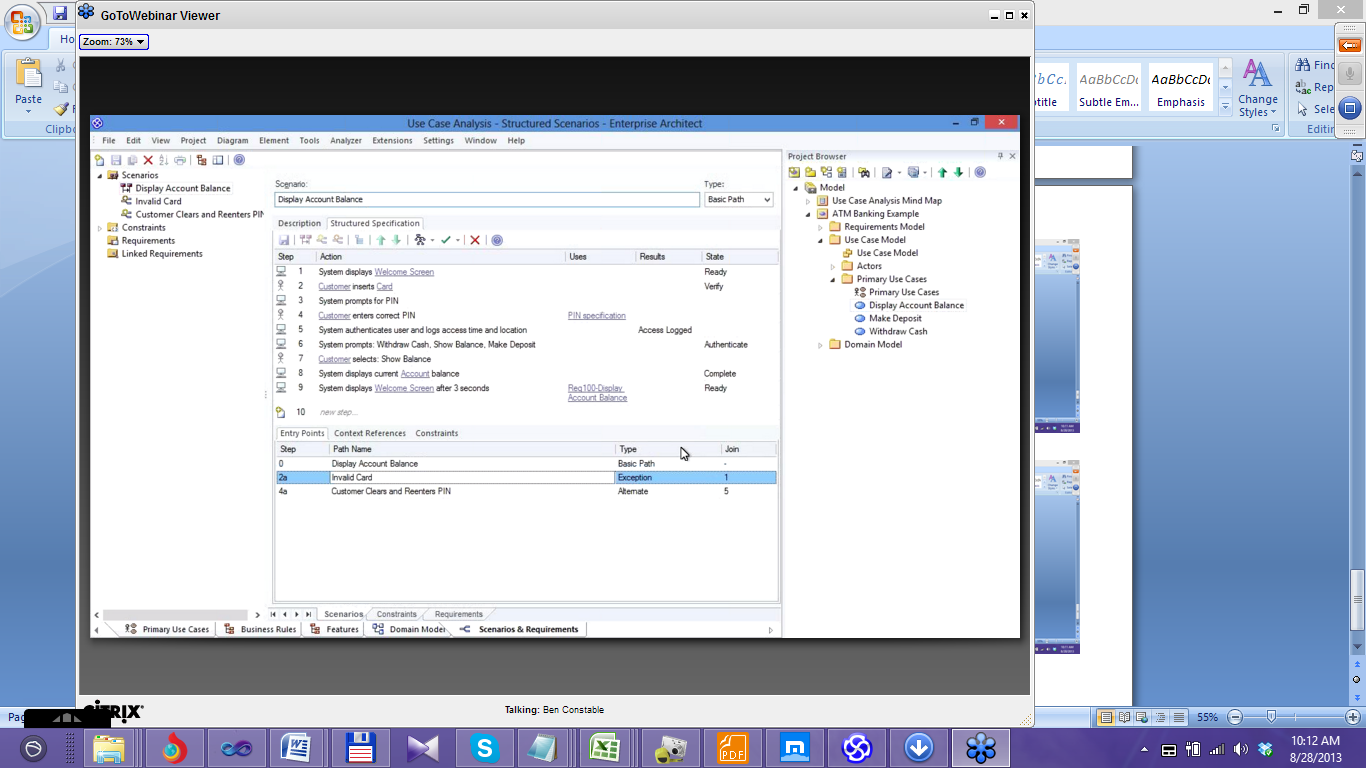 GoToWebinar Viewer
Zoom: 73%
Paste
AaBbCcDc
AaBbCcDc
Subtle Em...
Emphasis
Change
Styles
Use Case Analysis - Structured Scenarios - Enterprise Architect
File Edit View Project Diagram Element Tools Analyzer Extensions Settings Window Help
Scenarios
Display Account Balance
Invalid Card
Customer Clears and Reenters PIN
Constraints
Requirements
Linked Requirements
Scenario:
Type:
Display Account Balance
Basic Path
Description
Structured Specification
Step Action Uses Results State
1 System displays Welcome Screen Ready
2 Customer inserts Card Verify
3 System prompts for PIN
4 Customer enters correct PIN PIN specification
5 System authenticates user and logs access time and location Access Logged
6 System prompts: Withdraw Cash, Show Balance, Make Deposit Authenticate
7 Customer selects: Show Balance
8 System displays current Account balance Complete
9 System displays Welcome Screen after 3 seconds Req100-Display Ready
Account Balance
10 new step...
Entry Points Context References Constraints
Step Path Name Type Join
0 Display Account Balance Basic Path -
2a Invalid Card Exception 1
4a Customer Clears and Reenters PIN Alternate 5
Scenarios Constraints Requirements
Primary Use Cases Business Rules Features Domain Model Scenarios & Requirements
Project Browser
Model
Use Case Analysis Mind Map
ATM Banking Example
Requirements Model
Use Case Model
Use Case Model
Actors
Primary Use Cases
Primary Use Cases
Display Account Balance
Make Deposit
Withdraw Cash
Domain Model
CITRIX
Talking: Ben Constable
55%
PDF
10:12 AM
8/28/2013